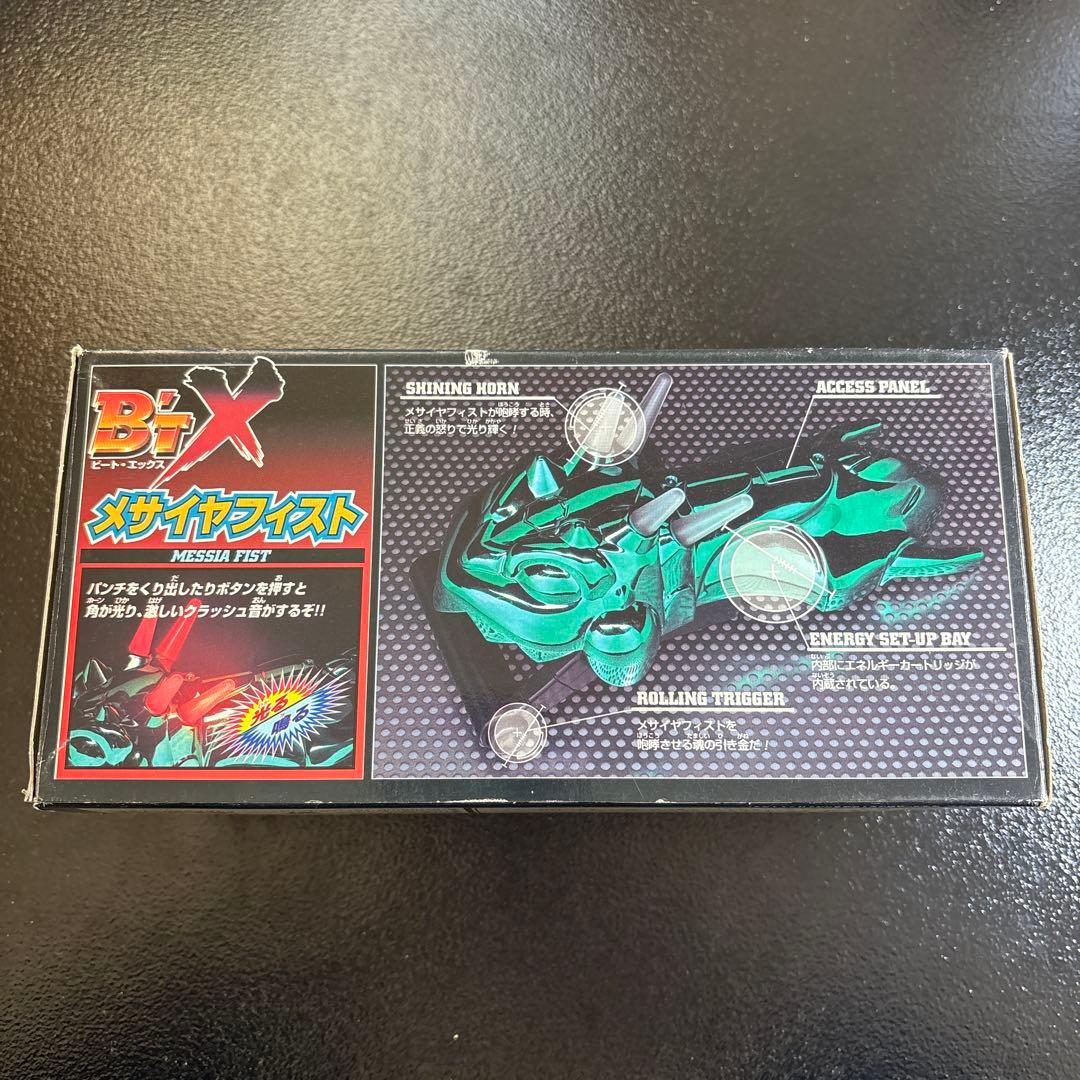 B'TX
ビート・エックス
メサイヤフィスト
MESSIA FIST
パンチをくり出したりボタンを押すと
角が光り、激しいクラッシュ音がするぞ!!
光る
鳴る
SHINING HORN
メサイヤフィストが咆哮する時、
正義の怒りで光り輝く!
ACCESS PANEL
ENERGY SET-UP BAY
内部にエネルギーカートリッジが
内蔵されている。
ROLLING TRIGGER
メサイヤフィストを
咆哮させる魂の引き金だ!